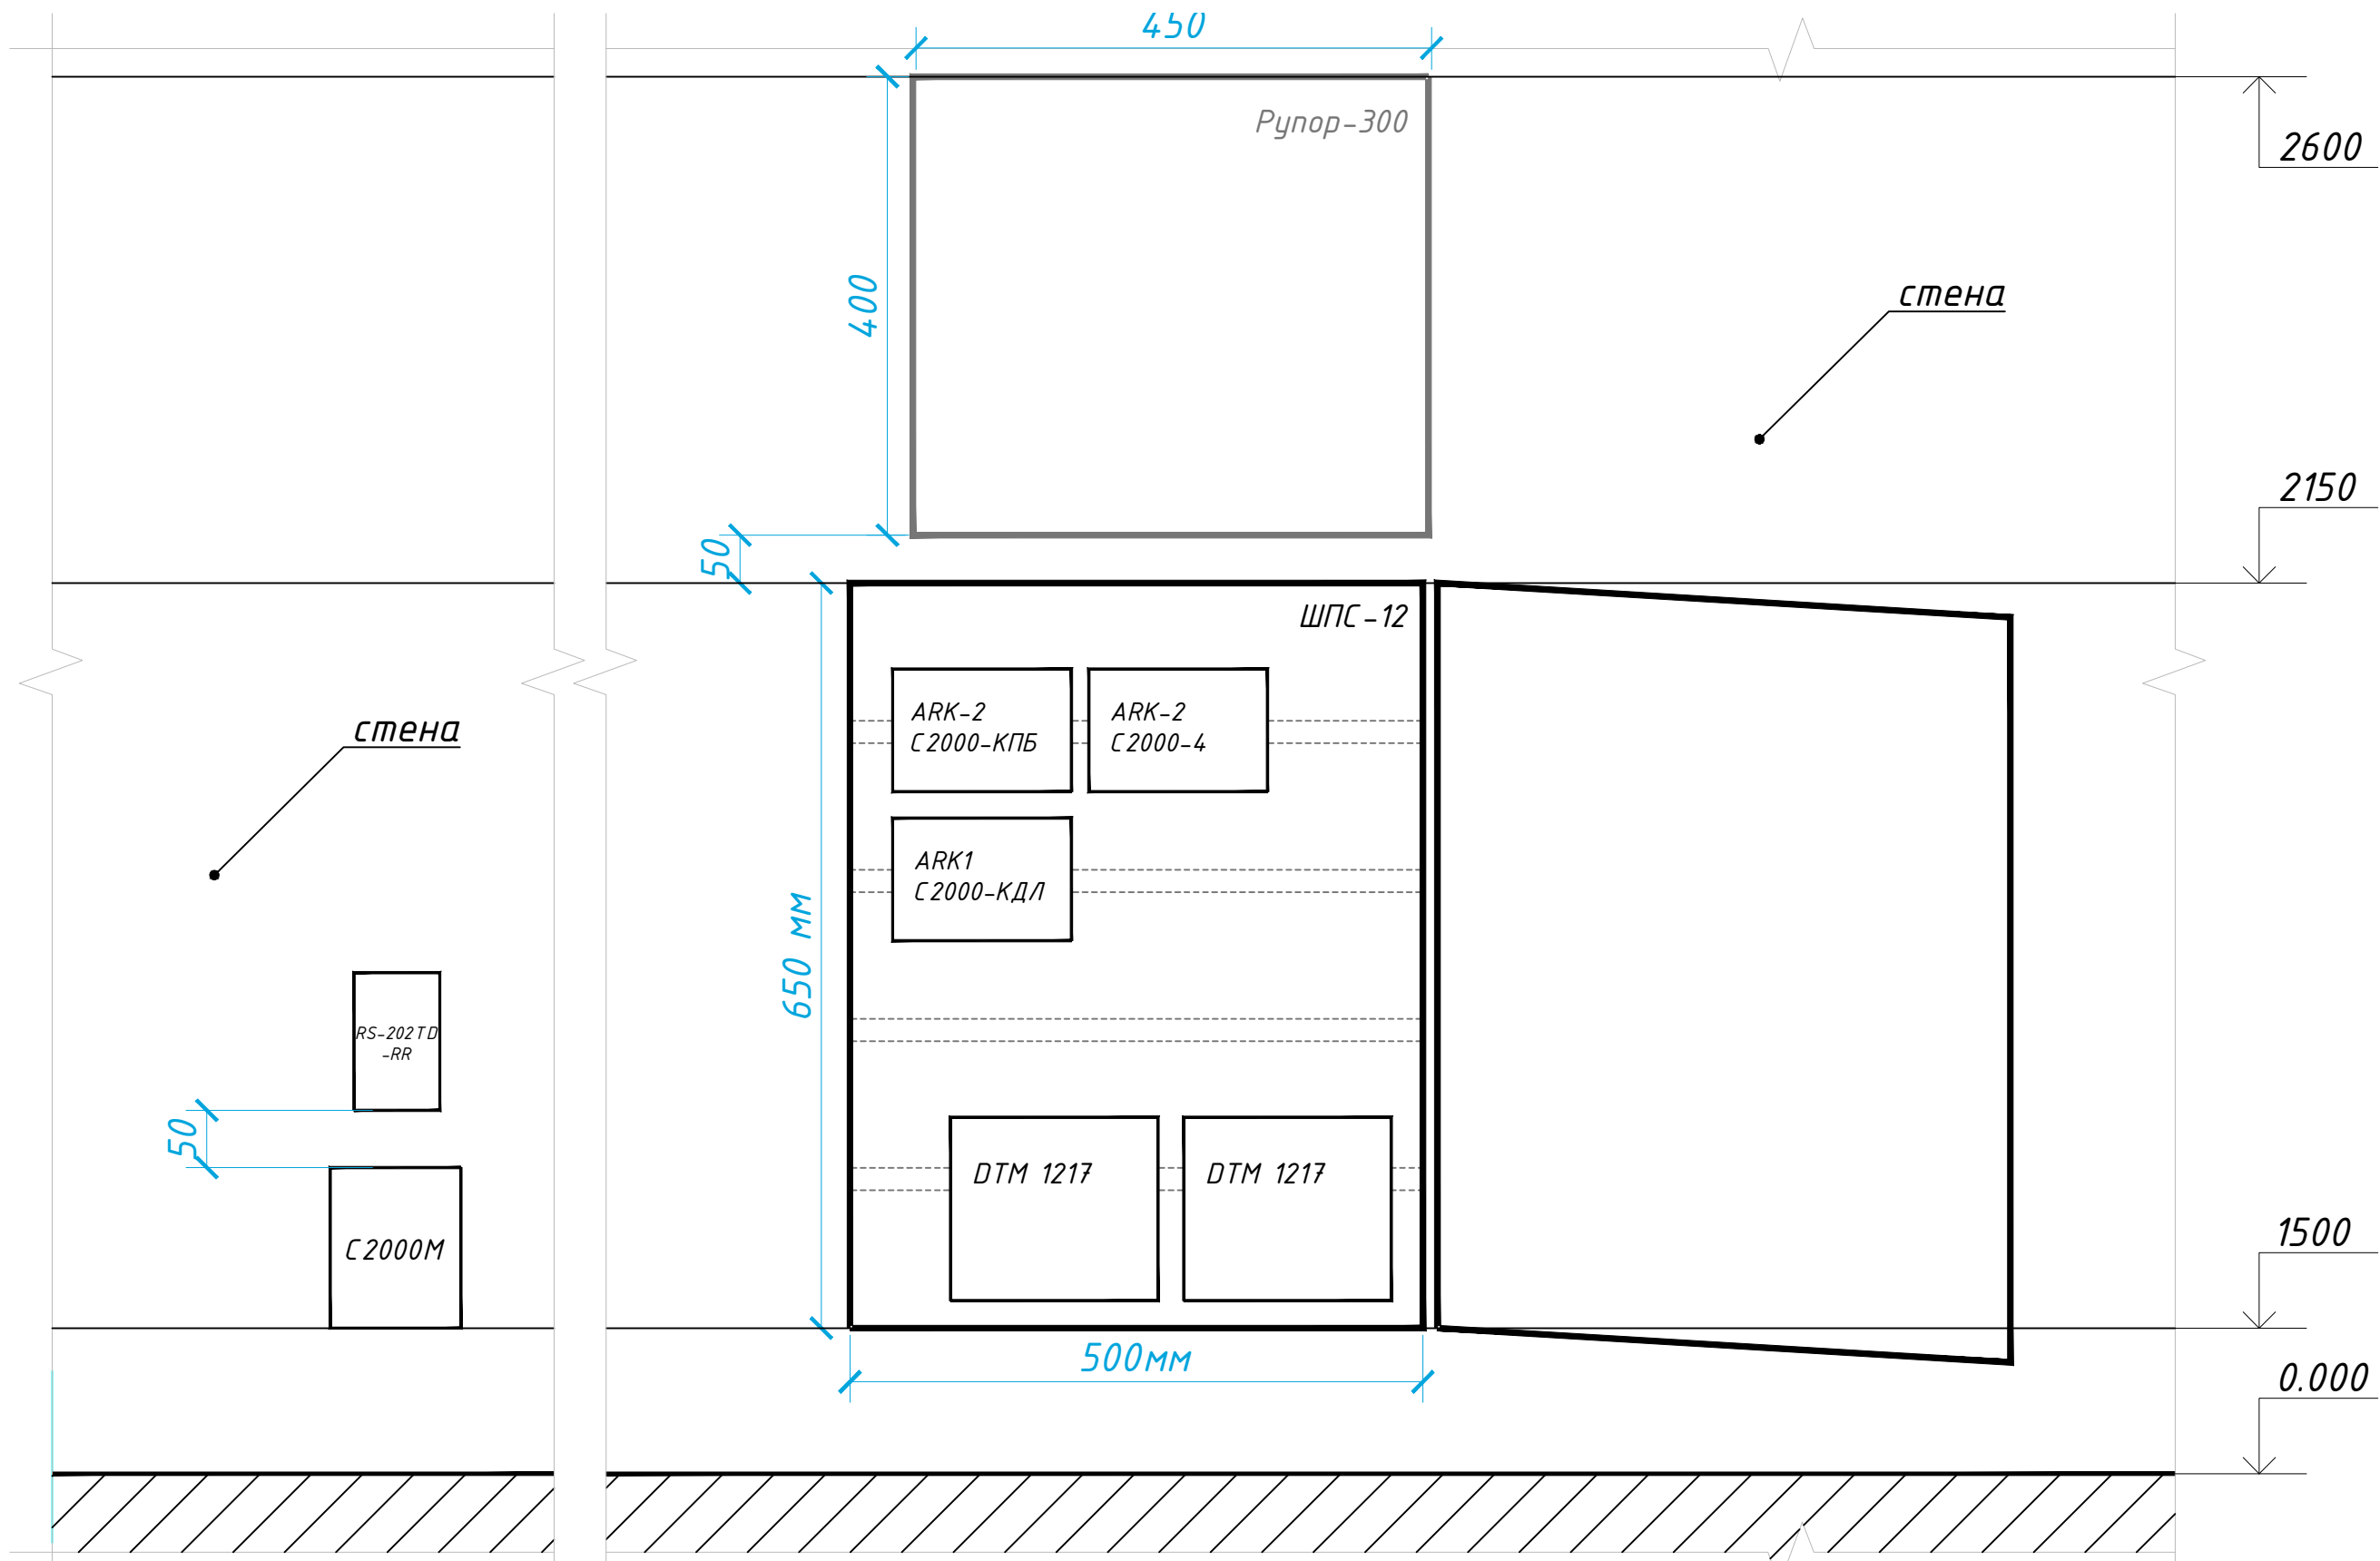 450
Рупор-300
2600
400
стена
2150
50
ШПС-12
ARK-2
С2000-КПБ
ARK-2
С2000-4
стена
ARK1
С2000-КДЛ
650 мм
RS-202TD
-RR
50
DTM 1217
DTM 1217
С2000М
1500
500мм
0.000